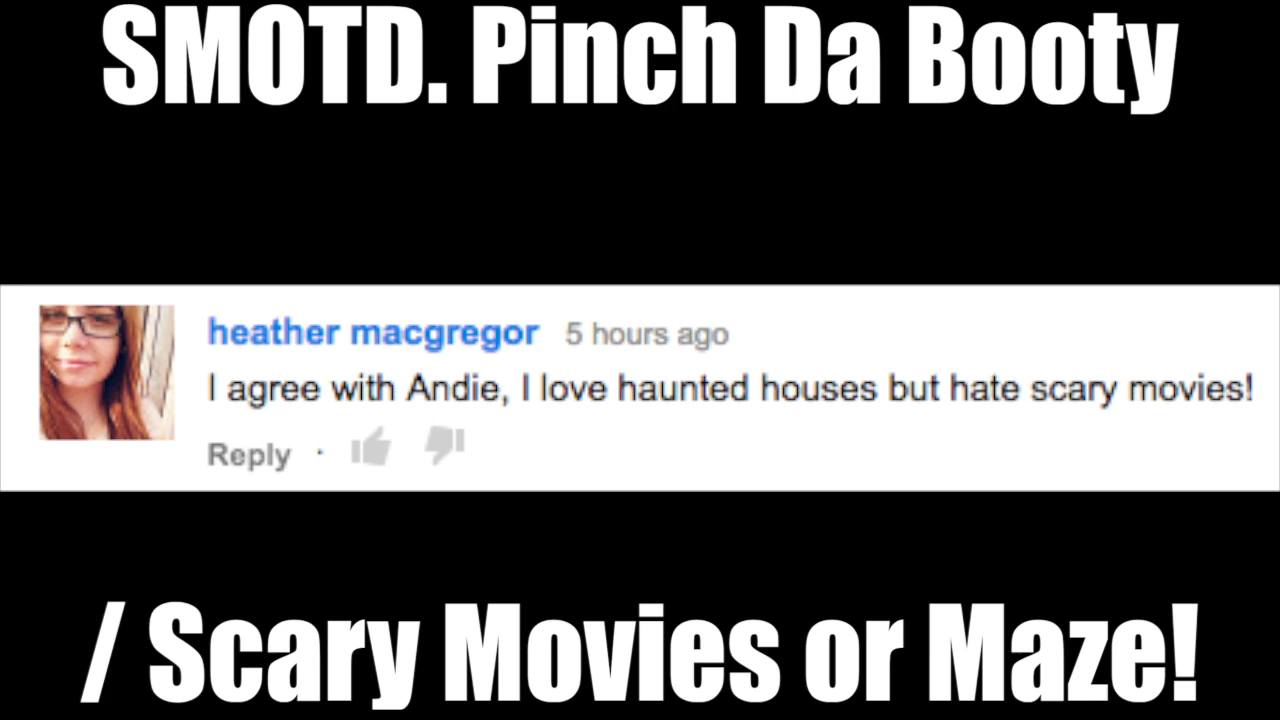 SMOTD. Pinch Da Booty
heather macgregor 5 hours ago
I agree with Andie, I love haunted houses but hate scary movies!
Reply ·
/ Scary Movies or Maze!